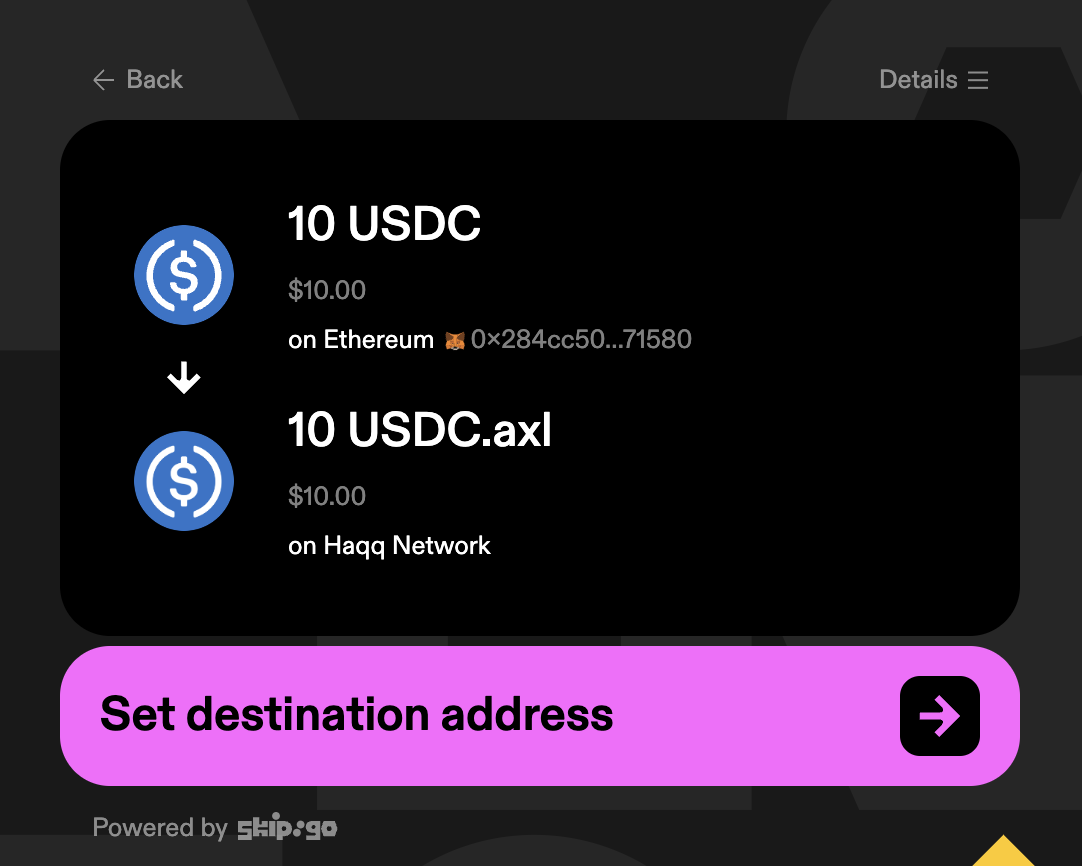 Back
Details
10 USDC
$10.00
on Ethereum 0×284cc50...71580
10 USDC.axl
$10.00
on Haqq Network
Set destination address
Powered by skip:go